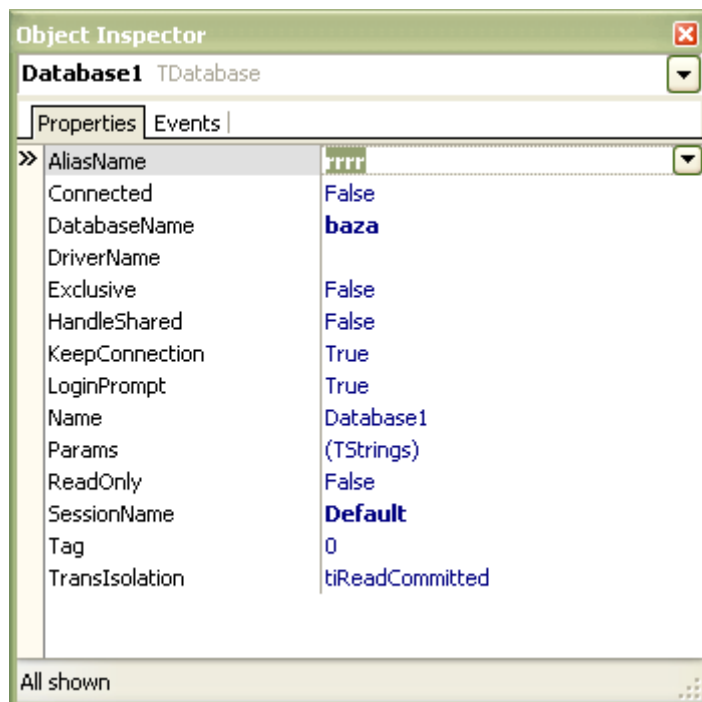 Object Inspector
Database1 TDatabase
Properties Events
AliasName rrrr
Connected False
DatabaseName baza
DriverName
Exclusive False
HandleShared False
KeepConnection True
LoginPrompt True
Name Database1
Params (TStrings)
ReadOnly False
SessionName Default
Tag 0
TransIsolation tiReadCommitted
All shown